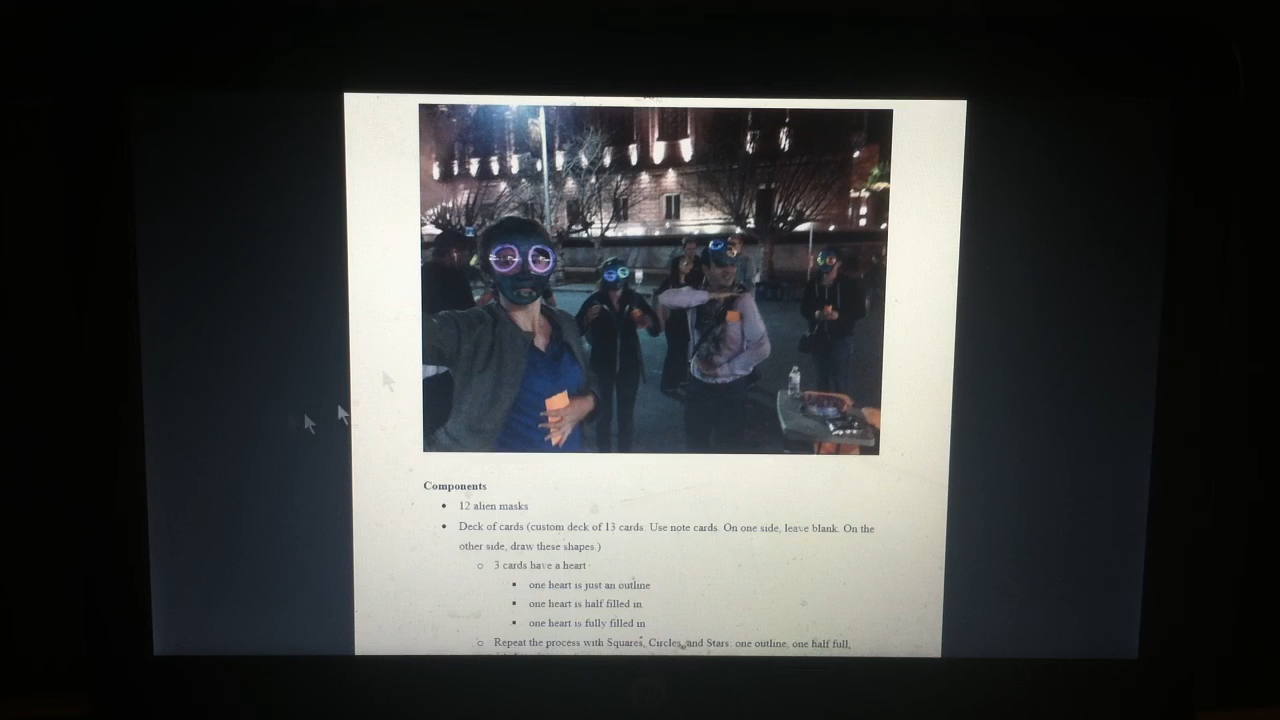 Components
• 12 alien masks
• Deck of cards (custom deck of 13 cards. Use note cards. On one side, leave blank. On the
other side, draw these shapes.)
o 3 cards have a heart
▪ one heart is just an outline
▪ one heart is half filled in
▪ one heart is fully filled in
o Repeat the process with Squares, Circles, and Stars: one outline, one half full,